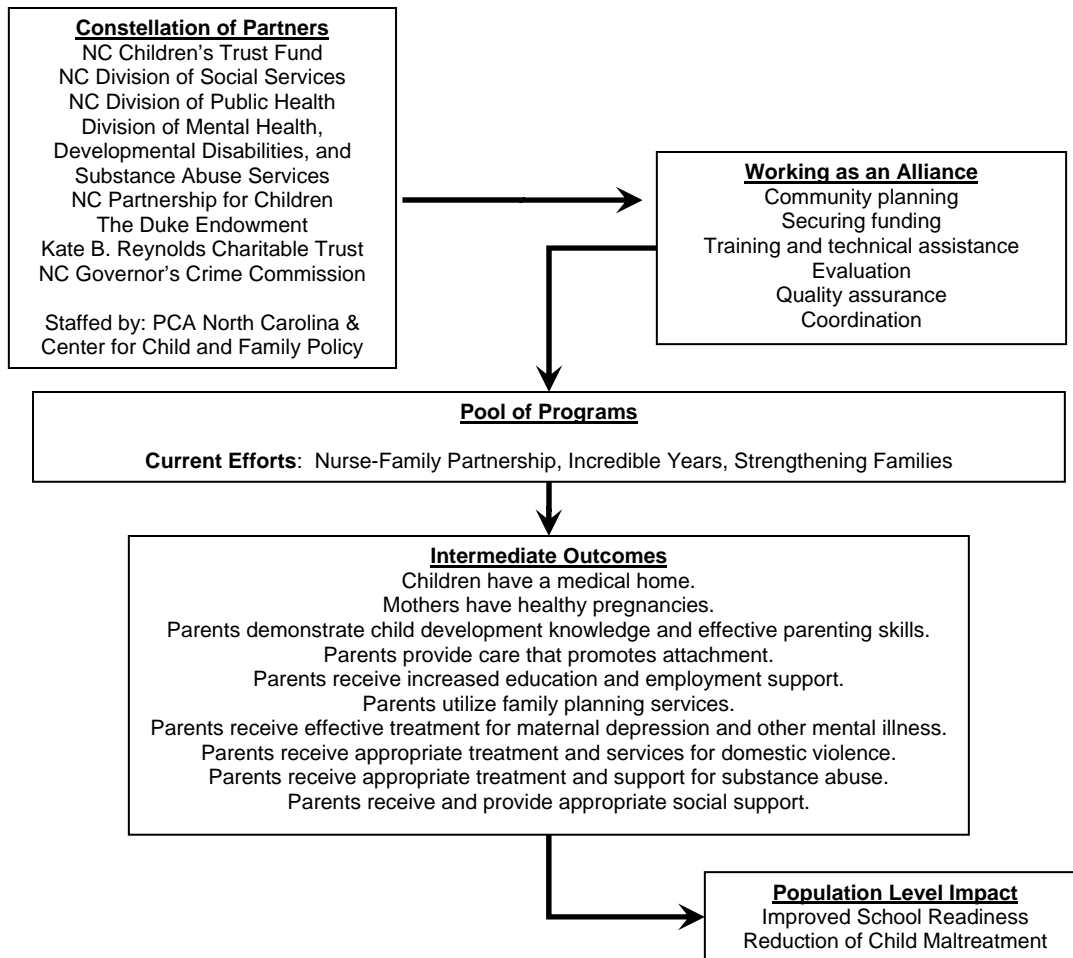 Constellation of Partners
NC Children’s Trust Fund
NC Division of Social Services
NC Division of Public Health
Division of Mental Health,
Developmental Disabilities, and
Substance Abuse Services
NC Partnership for Children
The Duke Endowment
Kate B. Reynolds Charitable Trust
NC Governor’s Crime Commission
Staffed by: PCA North Carolina &
Center for Child and Family Policy
Working as an Alliance
Community planning
Securing funding
Training and technical assistance
Evaluation
Quality assurance
Coordination
Pool of Programs
Current Efforts: Nurse-Family Partnership, Incredible Years, Strengthening Families
Intermediate Outcomes
Children have a medical home.
Mothers have healthy pregnancies.
Parents demonstrate child development knowledge and effective parenting skills.
Parents provide care that promotes attachment.
Parents receive increased education and employment support.
Parents utilize family planning services.
Parents receive effective treatment for maternal depression and other mental illness.
Parents receive appropriate treatment and services for domestic violence.
Parents receive appropriate treatment and support for substance abuse.
Parents receive and provide appropriate social support.
Population Level Impact
Improved School Readiness
Reduction of Child Maltreatment